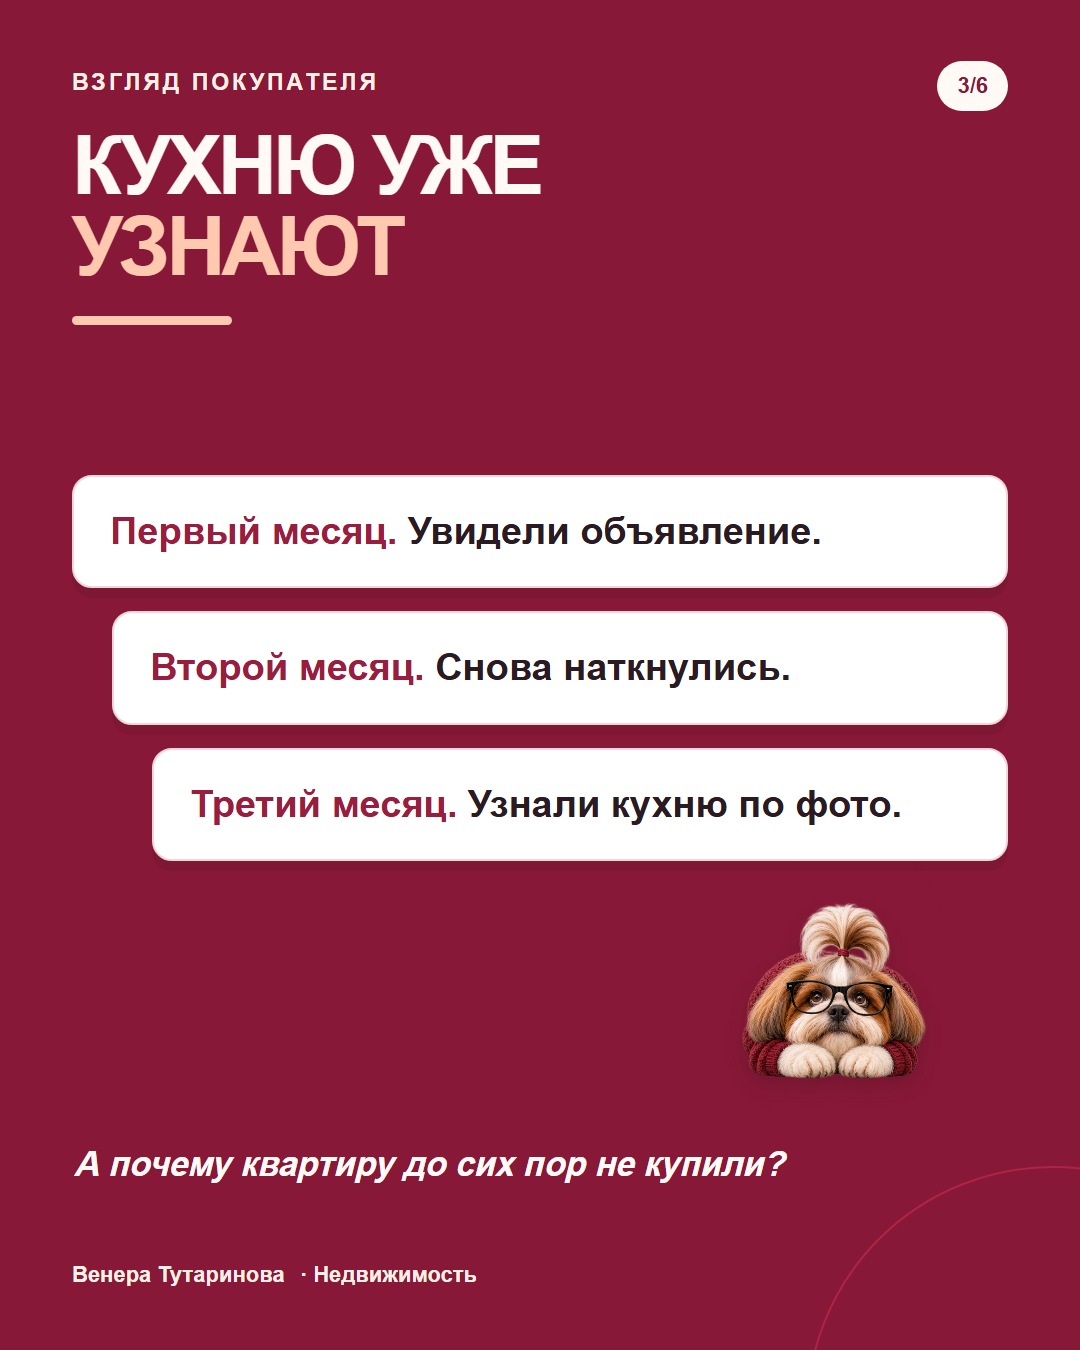 ВЗГЛЯД ПОКУПАТЕЛЯ
3/6
КУХНЮ УЖЕ
УЗНАЮТ
Первый месяц. Увидели объявление.
Второй месяц. Снова наткнулись.
Третий месяц. Узнали кухню по фото.
А почему квартиру до сих пор не купили?
Венера Тутаринова · Недвижимость